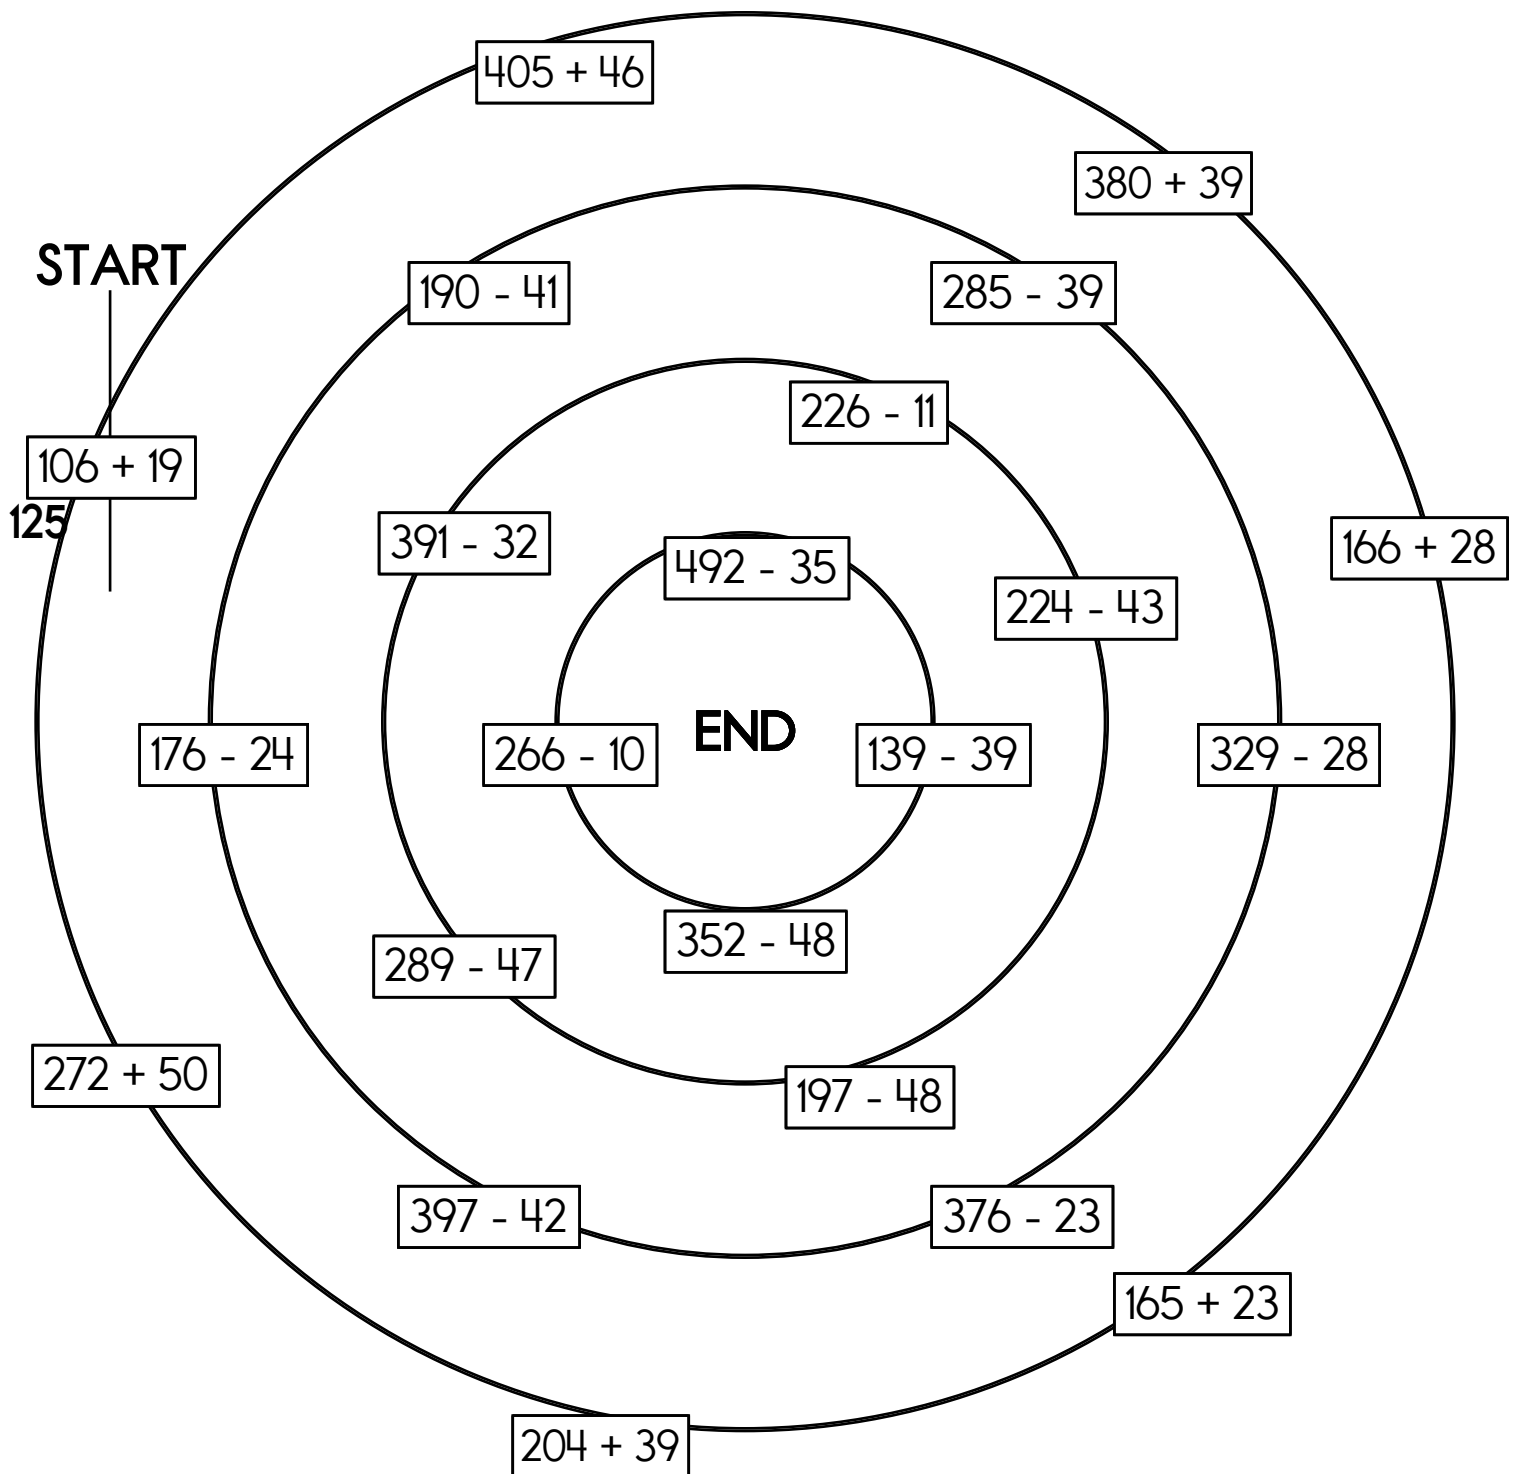 405 + 46
380 + 39
START
190 - 41
285 - 39
226 - 11
106 + 19
125
391 - 32
166 + 28
492 - 35
224 - 43
END
176 - 24
266 - 10
139 - 39
329 - 28
352 - 48
289 - 47
272 + 50
197 - 48
397 - 42
376 - 23
165 + 23
204 + 39